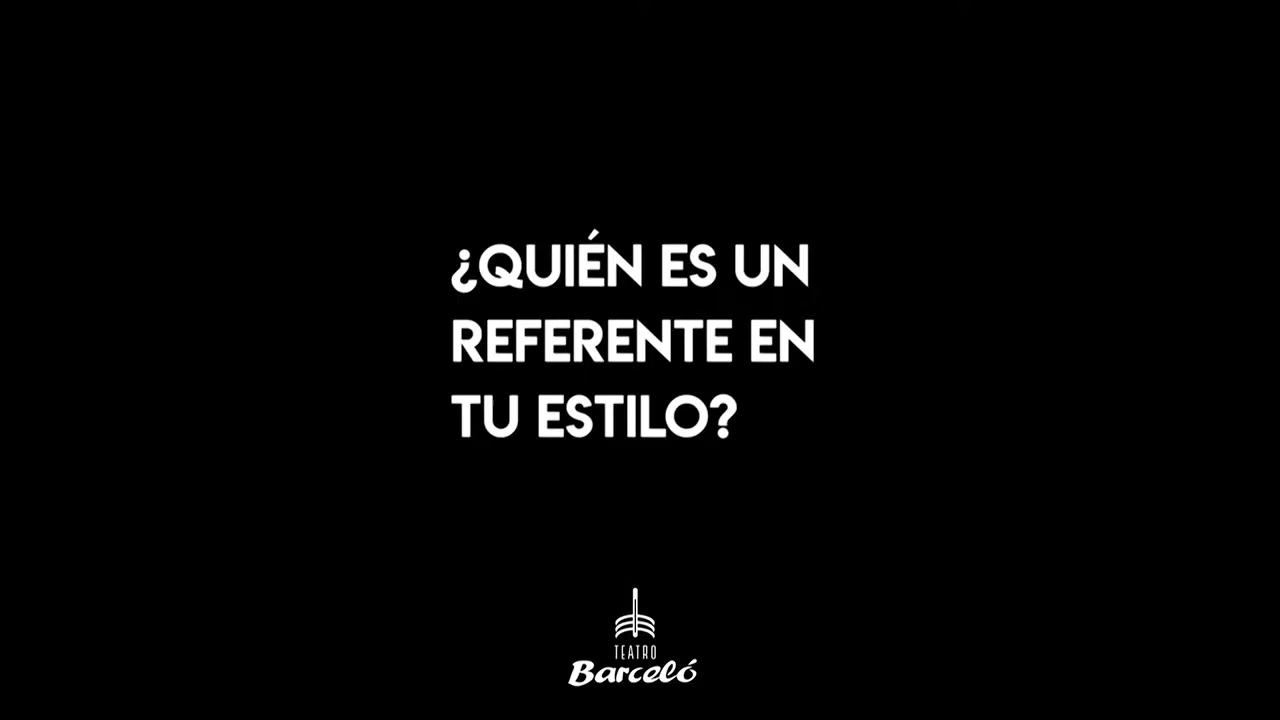 ¿QUIÉN ES UN
REFERENTE EN
TU ESTILO?
TEATRO
Barceló